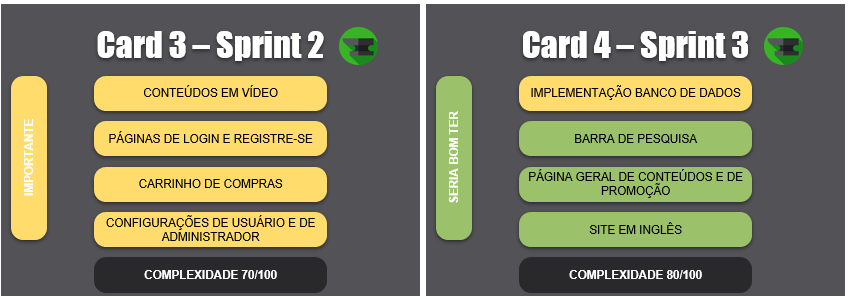 Card 3 – Sprint 2
IMPORTANTE
CONTEÚDOS EM VÍDEO
PÁGINAS DE LOGIN E REGISTRE-SE
CARRINHO DE COMPRAS
CONFIGURAÇÕES DE USUÁRIO E DE
ADMINISTRADOR
COMPLEXIDADE 70/100
Card 4 – Sprint 3
SERIA BOM TER
IMPLEMENTAÇÃO BANCO DE DADOS
BARRA DE PESQUISA
PÁGINA GERAL DE CONTEÚDOS E DE
PROMOÇÃO
SITE EM INGLÊS
COMPLEXIDADE 80/100